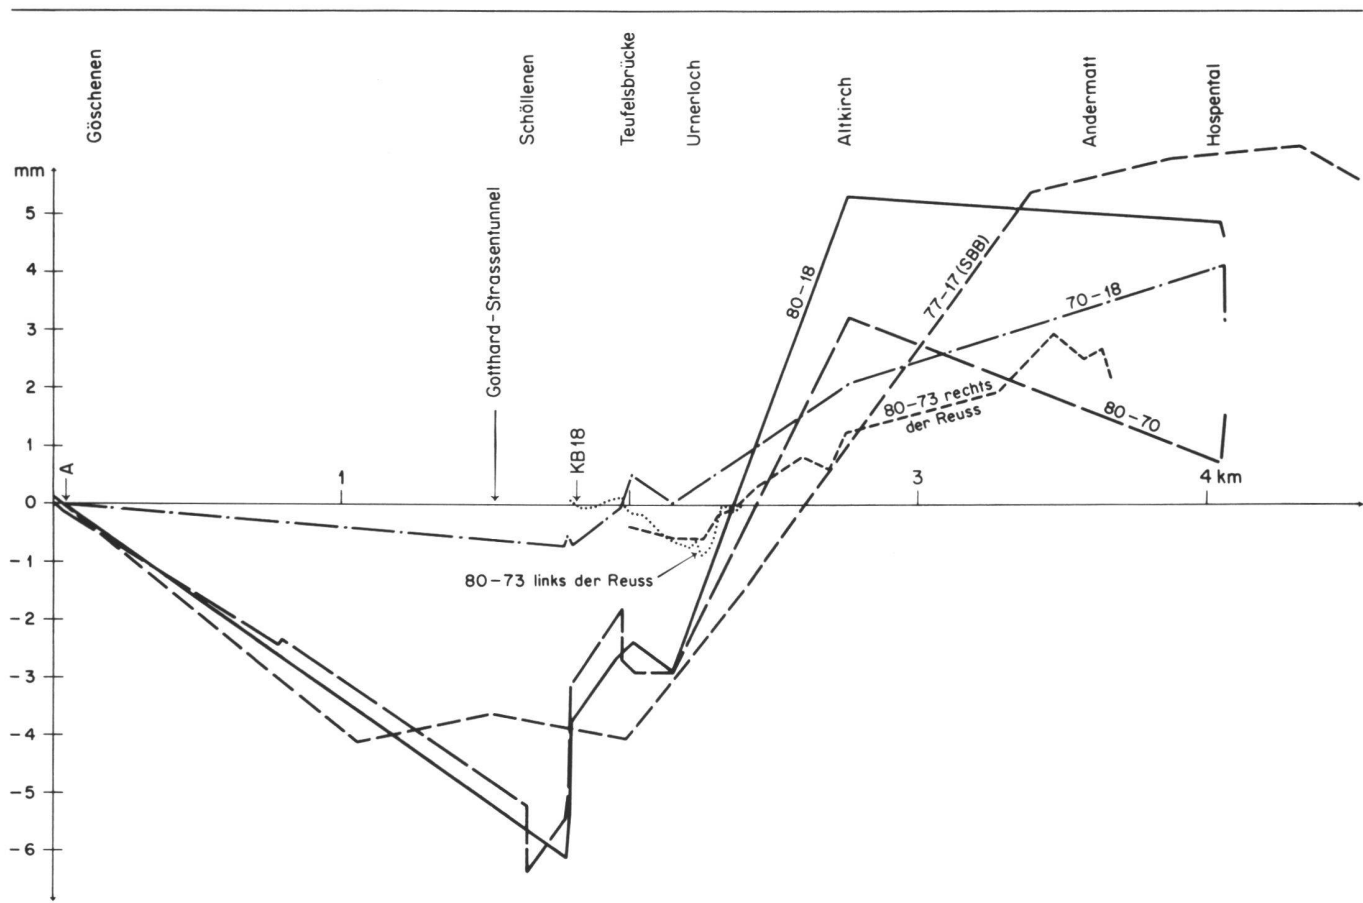 Göschenen
Schöllenen
Teufelsbrücke
Urnerloch
Altkirch
Andermatt
Hospental
mm
5
4
3
2
1
0
-1
-2
-3
-4
-5
-6
A
1
Gotthard-Strassentunnel
KB18
3
4 km
80-18
77-17 (SBB)
70-18
80-73 rechts
der Reuss
80-70
80-73 links der Reuss